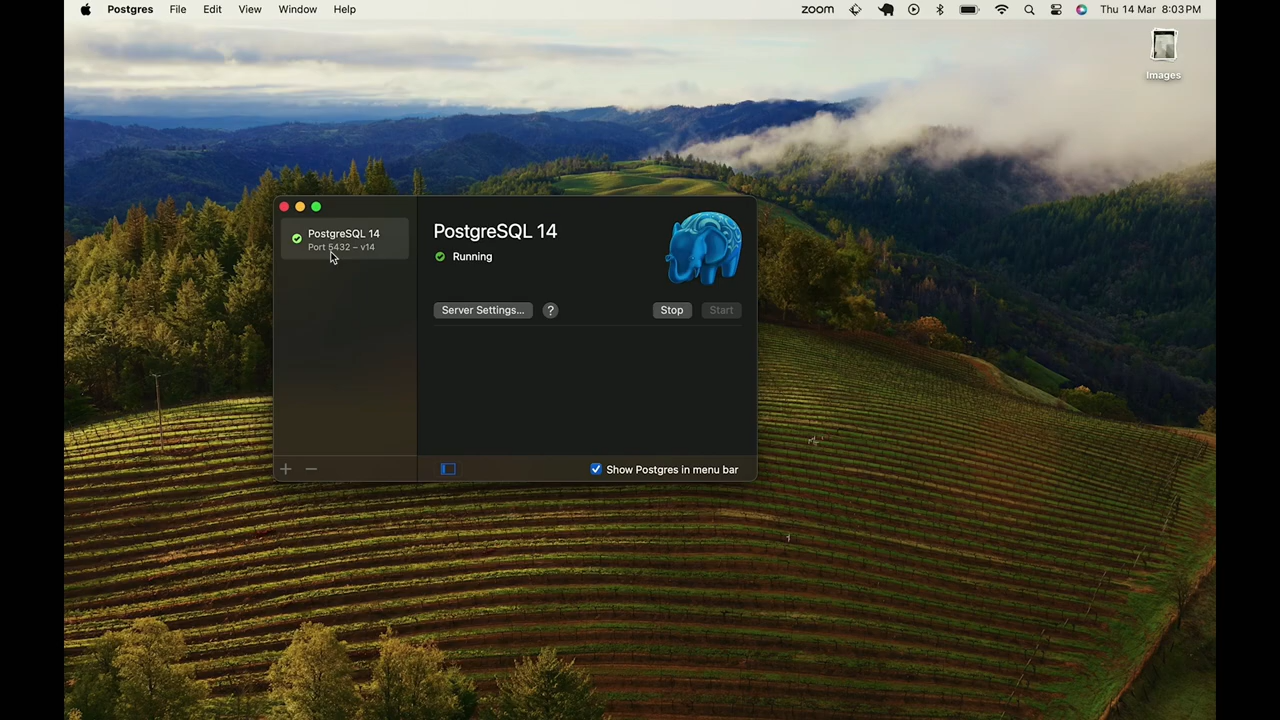 Postgres File Edit View Window Help
zoom Thu 14 Mar 8:03 PM
Images
PostgreSQL 14
Port 5432 – v14
PostgreSQL 14
Running
Server Settings... ? Stop Start
Show Postgres in menu bar